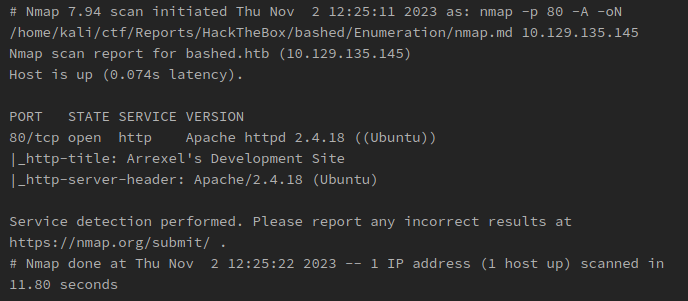 # Nmap 7.94 scan initiated Thu Nov  2 12:25:11 2023 as: nmap -p 80 -A -oN
/home/kali/ctf/Reports/HackTheBox/bashed/Enumeration/nmap.md 10.129.135.145
Nmap scan report for bashed.htb (10.129.135.145)
Host is up (0.074s latency).

PORT   STATE SERVICE VERSION
80/tcp open  http    Apache httpd 2.4.18 ((Ubuntu))
|_http-title: Arrexel's Development Site
|_http-server-header: Apache/2.4.18 (Ubuntu)

Service detection performed. Please report any incorrect results at
https://nmap.org/submit/ .
# Nmap done at Thu Nov  2 12:25:22 2023 -- 1 IP address (1 host up) scanned in
11.80 seconds